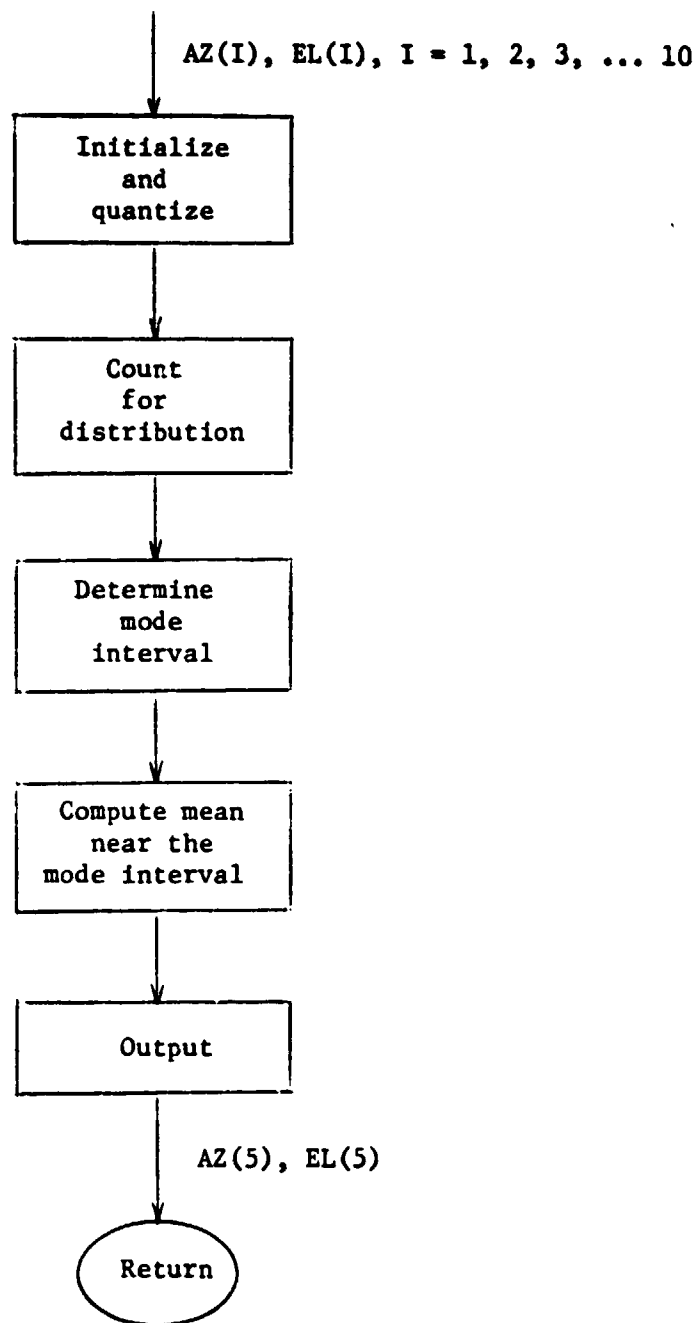 AZ(I), EL(I), I = 1, 2, 3, ... 10
Initialize
and
quantize
Count
for
distribution
Determine
mode
interval
Compute mean
near the
mode interval
Output
AZ(5), EL(5)
Return